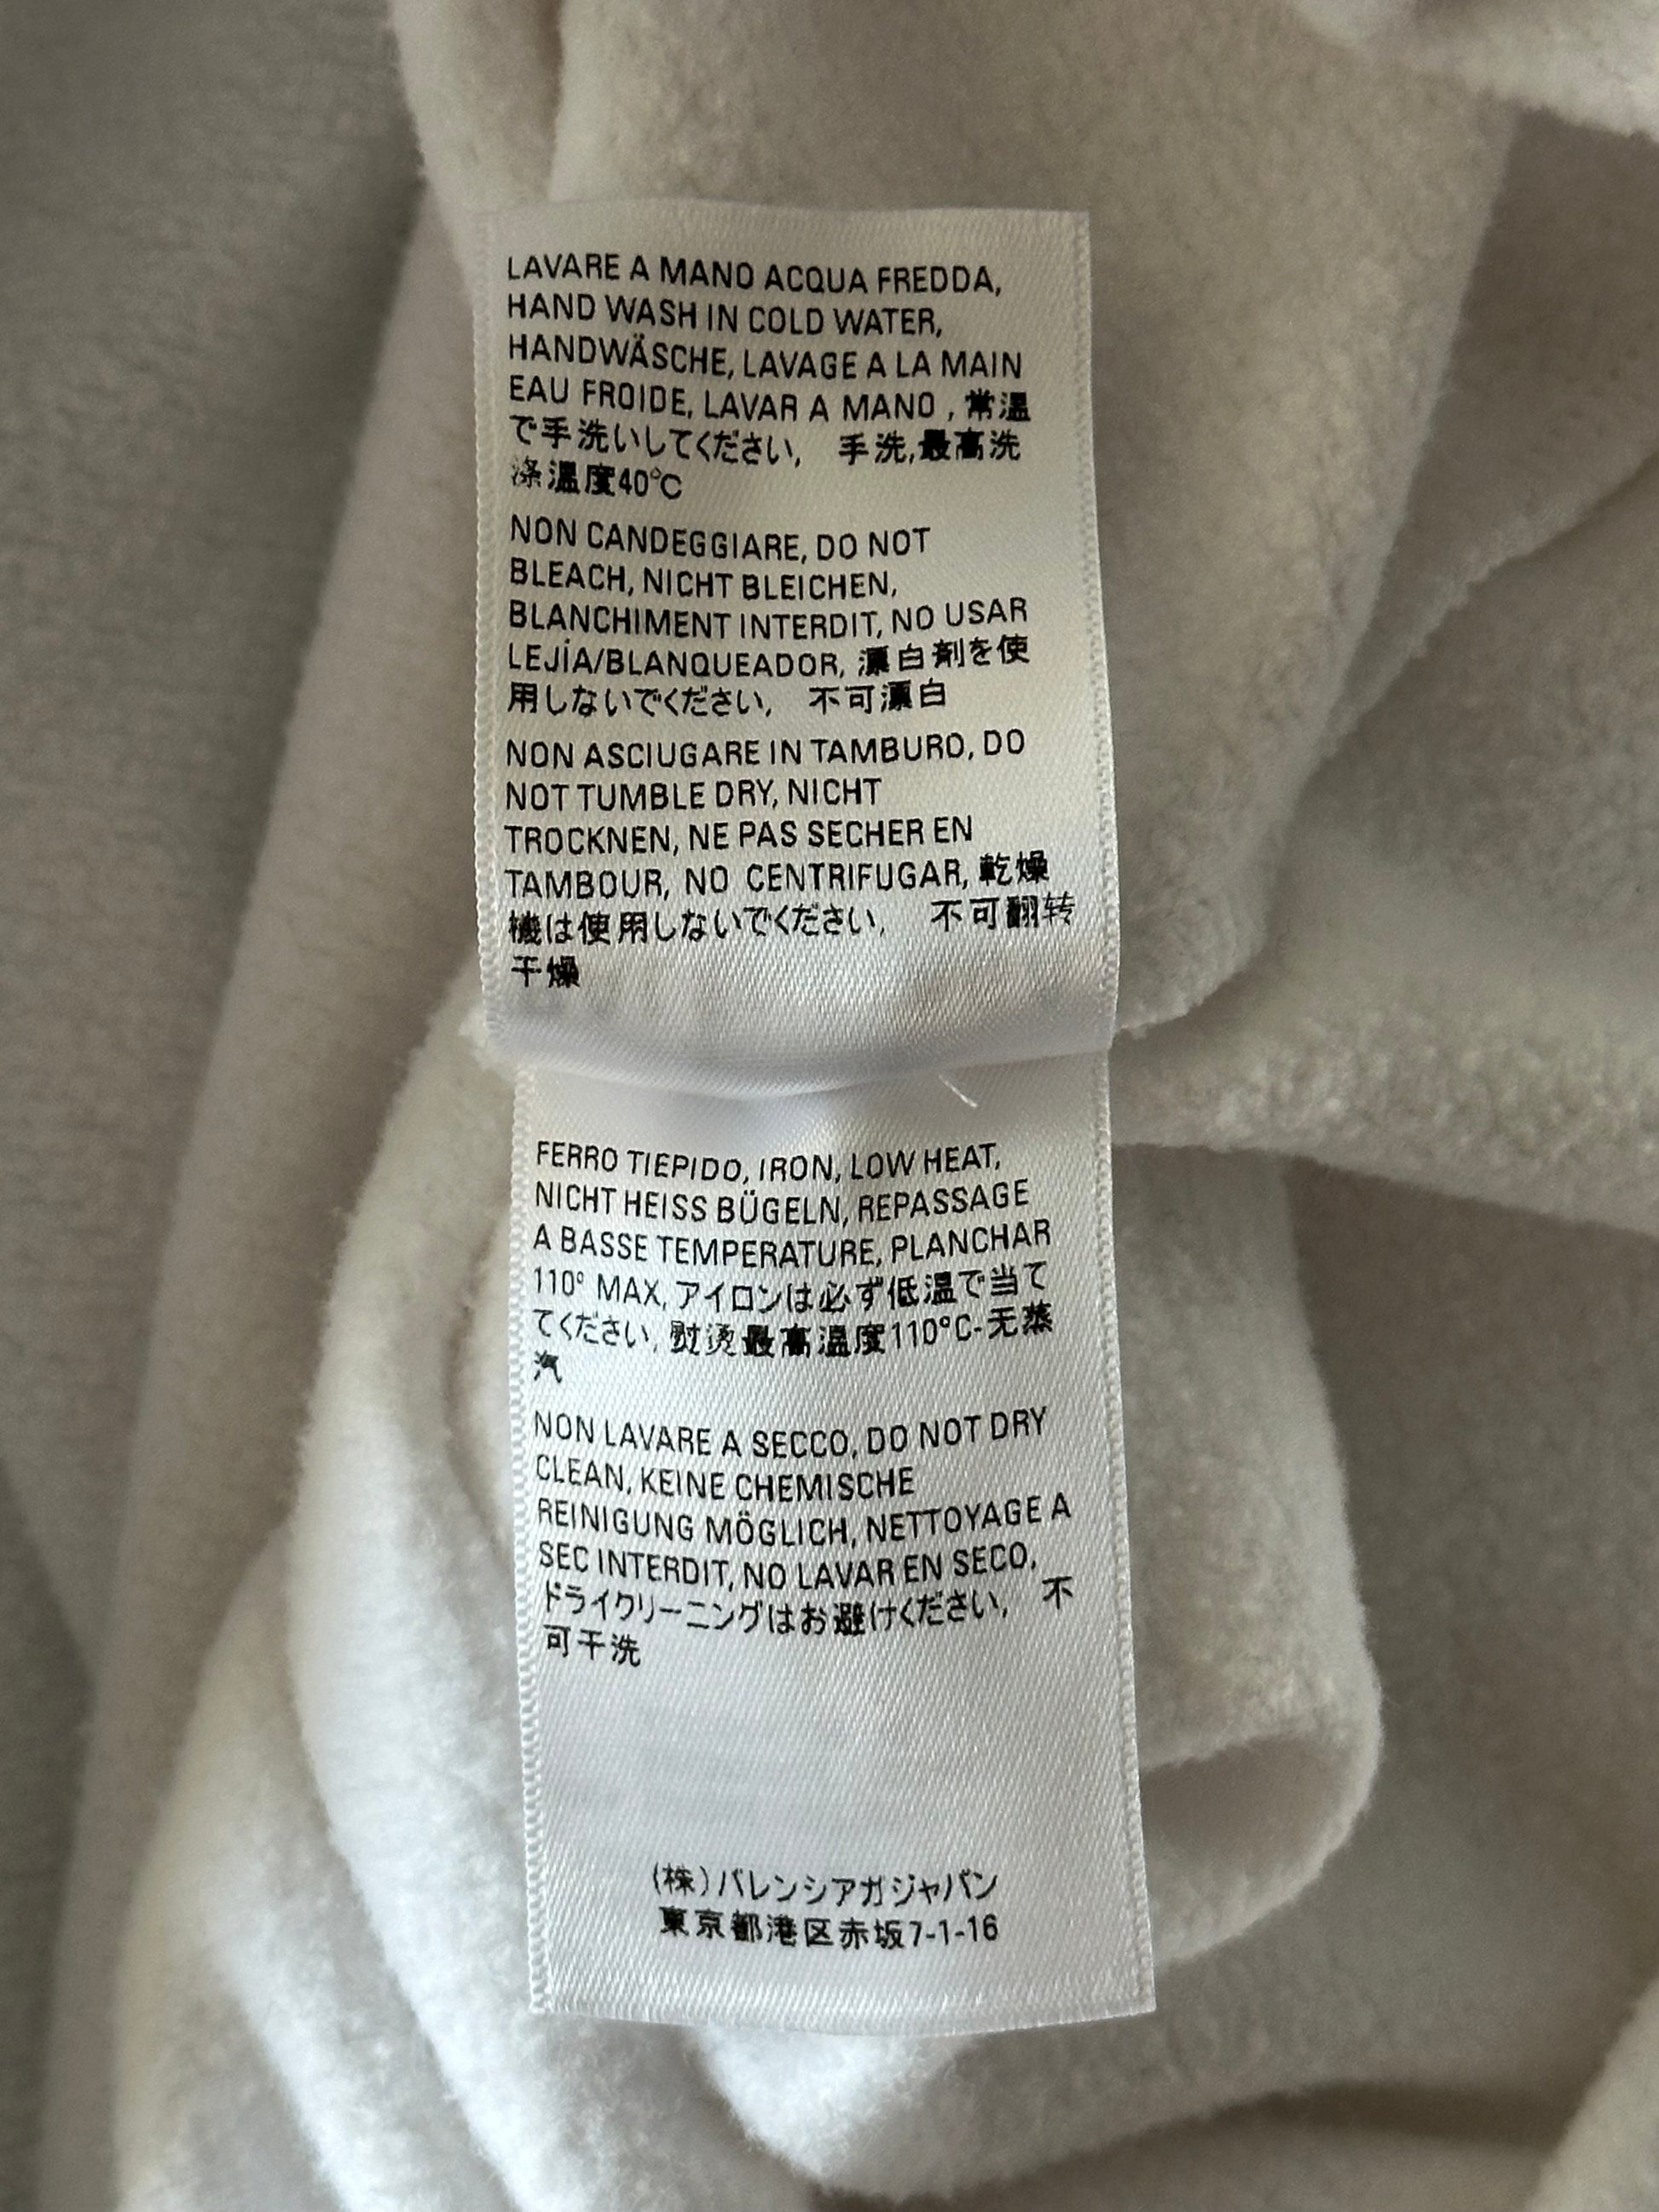 LAVARE A MANO ACQUA FREDDA,
HAND WASH IN COLD WATER,
HANDWÄSCHE, LAVAGE A LA MAIN
EAU FROIDE, LAVAR A MANO , 常温
で手洗いしてください, 手洗,最高洗
涤温度40°C
NON CANDEGGIARE, DO NOT
BLEACH, NICHT BLEICHEN,
BLANCHIMENT INTERDIT, NO USAR
LEJÍA/BLANQUEADOR, 漂白剤を使
用しないでください, 不可漂白
NON ASCIUGARE IN TAMBURO, DO
NOT TUMBLE DRY, NICHT
TROCKNEN, NE PAS SECHER EN
TAMBOUR, NO CENTRIFUGAR, 乾燥
機は使用しないでください, 不可翻转
干燥
FERRO TIEPIDO, IRON, LOW HEAT,
NICHT HEISS BÜGELN, REPASSAGE
A BASSE TEMPERATURE, PLANCHAR
110° MAX, アイロンは必ず低温で当て
てください, 熨烫最高温度110°C-无蒸
汽
NON LAVARE A SECCO, DO NOT DRY
CLEAN, KEINE CHEMISCHE
REINIGUNG MÖGLICH, NETTOYAGE A
SEC INTERDIT, NO LAVAR EN SECO,
ドライクリーニングはお避けください, 不
可干洗
(株)バレンシアガジャパン
東京都港区赤坂7-1-16